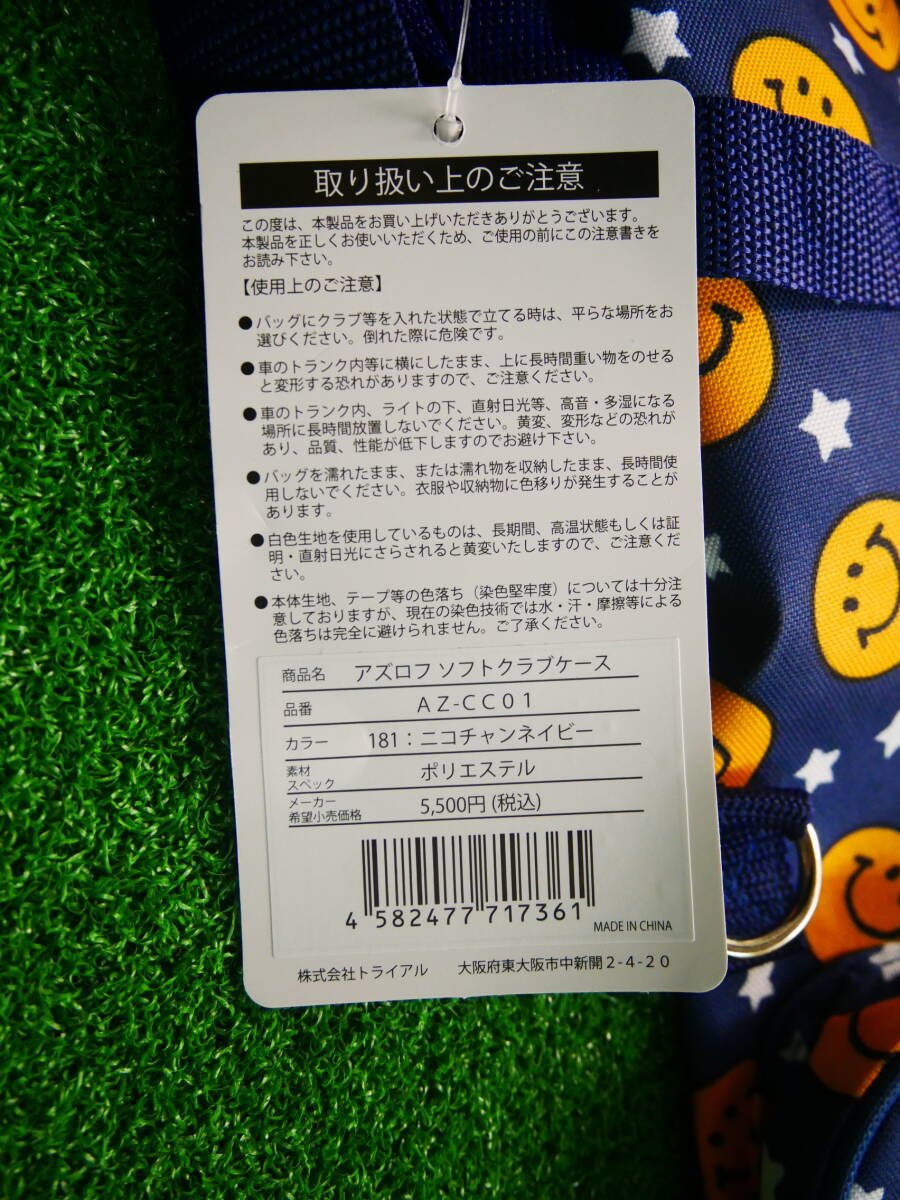 取り扱い上のご注意
この度は、本製品をお買い上げいただきありがとうございます。
本製品を正しくお使いいただくため、ご使用の前にこの注意書きを
お読み下さい。
【使用上のご注意】
●バッグにクラブ等を入れた状態で立てる時は、平らな場所をお
選びください。倒れた際に危険です。
●車のトランク内等に横にしたまま、上に長時間重い物をのせる
と変形する恐れがありますので、ご注意ください。
●車のトランク内、ライトの下、直射日光等、高音・多湿になる
場所に長時間放置しないでください。黄変、変形などの恐れが
あり、品質、性能が低下しますのでお避け下さい。
●バッグを濡れたまま、または濡れ物を収納したまま、長時間使
用しないでください。衣服や収納物に色移りが発生することが
あります。
●白色生地を使用しているものは、長期間、高温状態もしくは証
明・直射日光にさらされると黄変いたしますので、ご注意くだ
さい。
●本体生地、テープ等の色落ち（染色堅牢度）については十分注
意しておりますが、現在の染色技術では水・汗・摩擦等による
色落ちは完全に避けられません。ご了承ください。
商品名 アズロフ ソフトクラブケース
品番 AZ-CC01
カラー 181：ニコチャンネイビー
素材
スペック ポリエステル
メーカー
希望小売価格 5,500円(税込)
4 582477 717361
MADE IN CHINA
株式会社トライアル 大阪府東大阪市中新開2-4-20